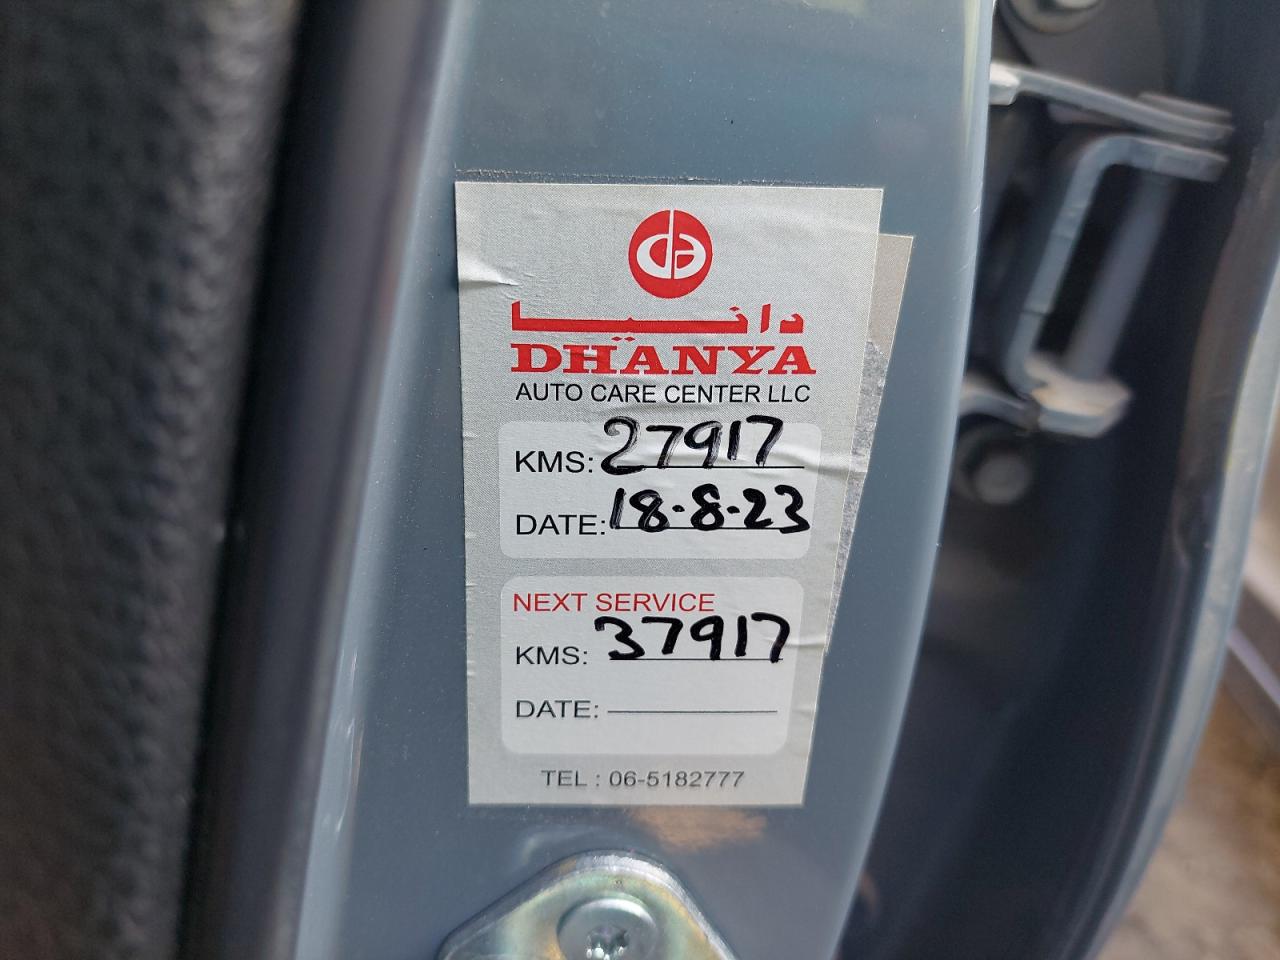 da
دانيا
DHANYA
AUTO CARE CENTER LLC
KMS: 27917
DATE: 18.8.23
NEXT SERVICE
KMS: 37917
DATE:
TEL : 06-5182777